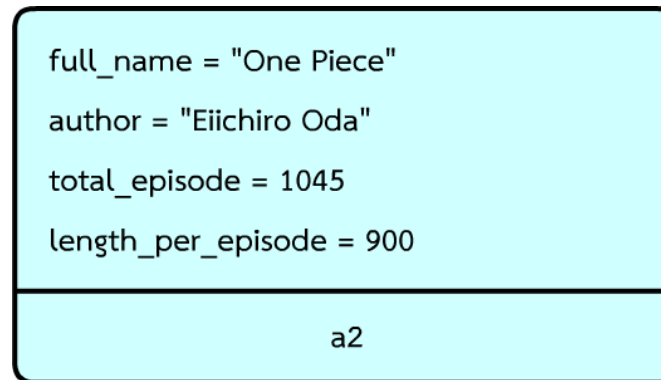 full_name = "One Piece"
author = "Eiichiro Oda"
total_episode = 1045
length_per_episode = 900
a2